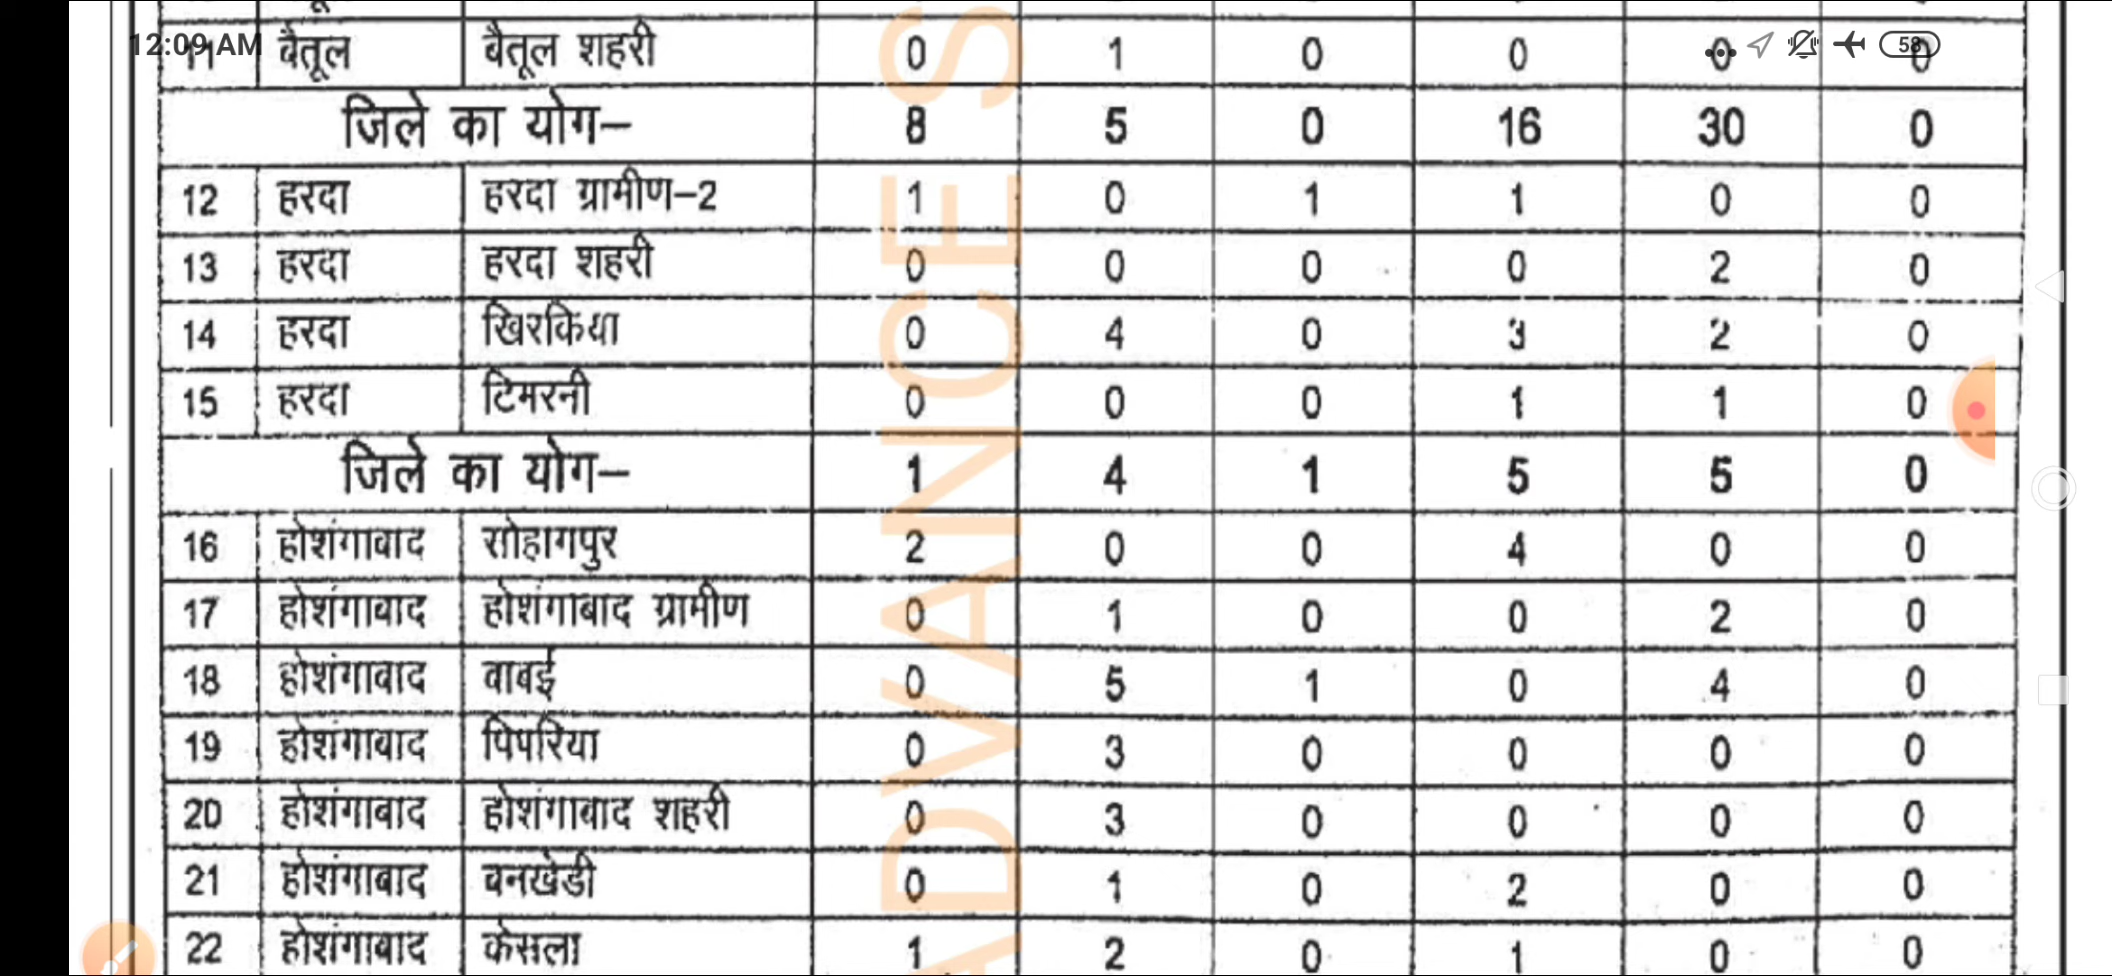 12:09 AM 58
11 बैतूल बैतूल शहरी 0 1 0 0 0 0
जिले का योग– 8 5 0 16 30 0
12 हरदा हरदा ग्रामीण–2 1 0 1 1 0 0
13 हरदा हरदा शहरी 0 0 0 0 2 0
14 हरदा खिरकिया 0 4 0 3 2 0
15 हरदा टिमरनी 0 0 0 1 1 0
जिले का योग– 1 4 1 5 5 0
16 होशंगाबाद सोहागपुर 2 0 0 4 0 0
17 होशंगाबाद होशंगाबाद ग्रामीण 0 1 0 0 2 0
18 होशंगाबाद बाबई 0 5 1 0 4 0
19 होशंगाबाद पिपरिया 0 3 0 0 0 0
20 होशंगाबाद होशंगाबाद शहरी 0 3 0 0 0 0
21 होशंगाबाद बनखेडी 0 1 0 2 0 0
22 होशंगाबाद केसला 1 2 0 1 0 0
ADVANCE S